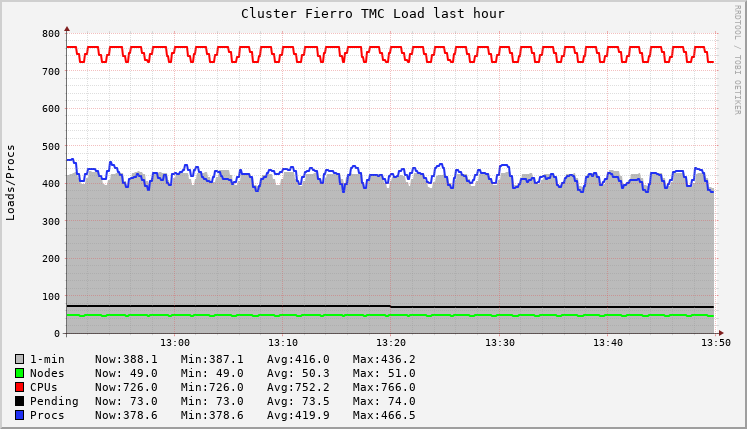 Cluster Fierro TMC Load last hour
RRDTOOL / TOBI OETIKER
Loads/Procs
800
700
600
500
400
300
200
100
0
13:00 13:10 13:20 13:30 13:40 13:50
1-min Now:388.1 Min:387.1 Avg:416.0 Max:436.2
Nodes Now: 49.0 Min: 49.0 Avg: 50.3 Max: 51.0
CPUs Now:726.0 Min:726.0 Avg:752.2 Max:766.0
Pending Now: 73.0 Min: 73.0 Avg: 73.5 Max: 74.0
Procs Now:378.6 Min:378.6 Avg:419.9 Max:466.5